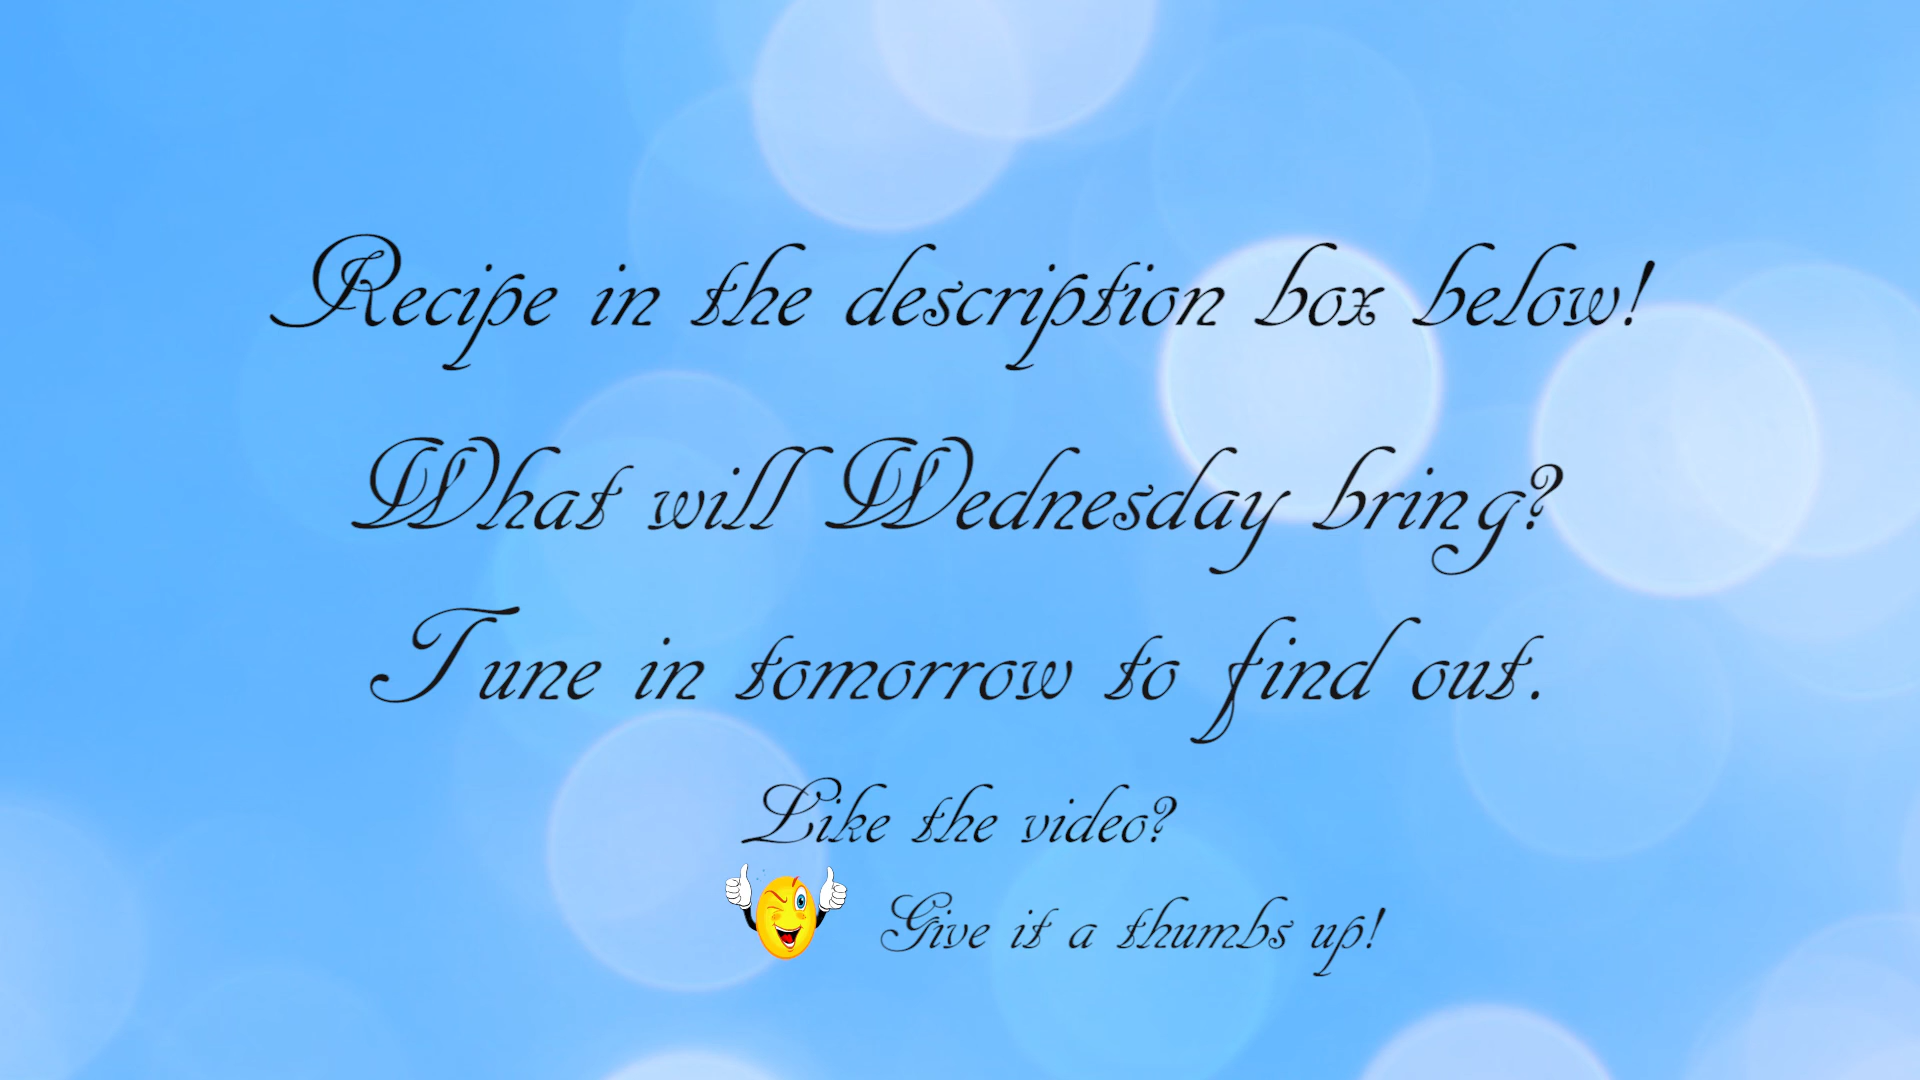 Recipe in the description box below!
What will Wednesday bring?
Tune in tomorrow to find out.
Like the video?
Give it a thumbs up!